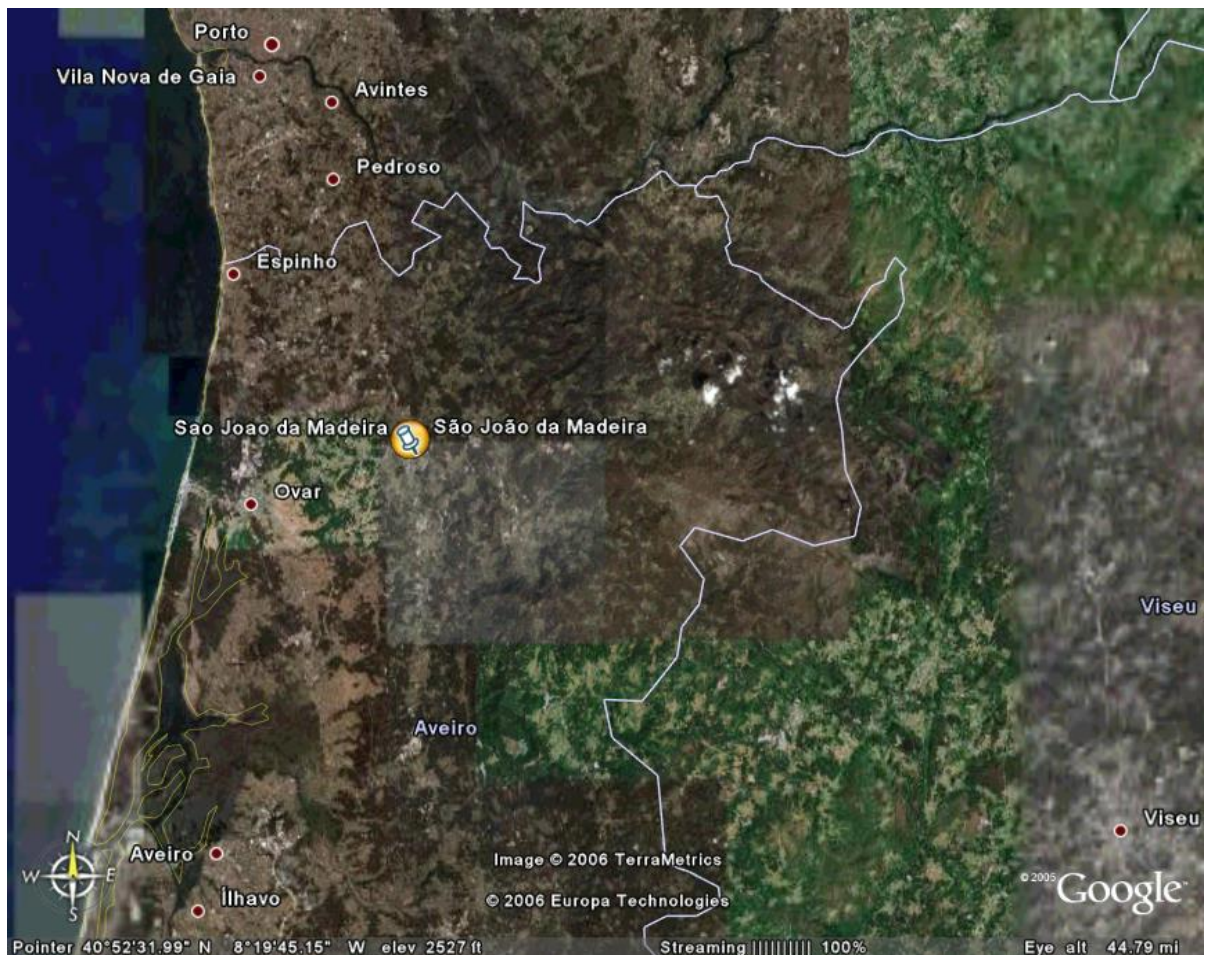 Porto
Vila Nova de Gaia
Avintes
Pedroso
Espinho
Sao Joao da Madeira São João da Madeira
Ovar
Viseu
Aveiro
Viseu
N
W E
S
Aveiro
Image © 2006 TerraMetrics
© 2005 Google
Ílhavo
© 2006 Europa Technologies
Pointer 40°52'31.99" N 8°19'45.15" W elev 2527 ft Streaming |||||||||| 100% Eye alt 44.79 mi